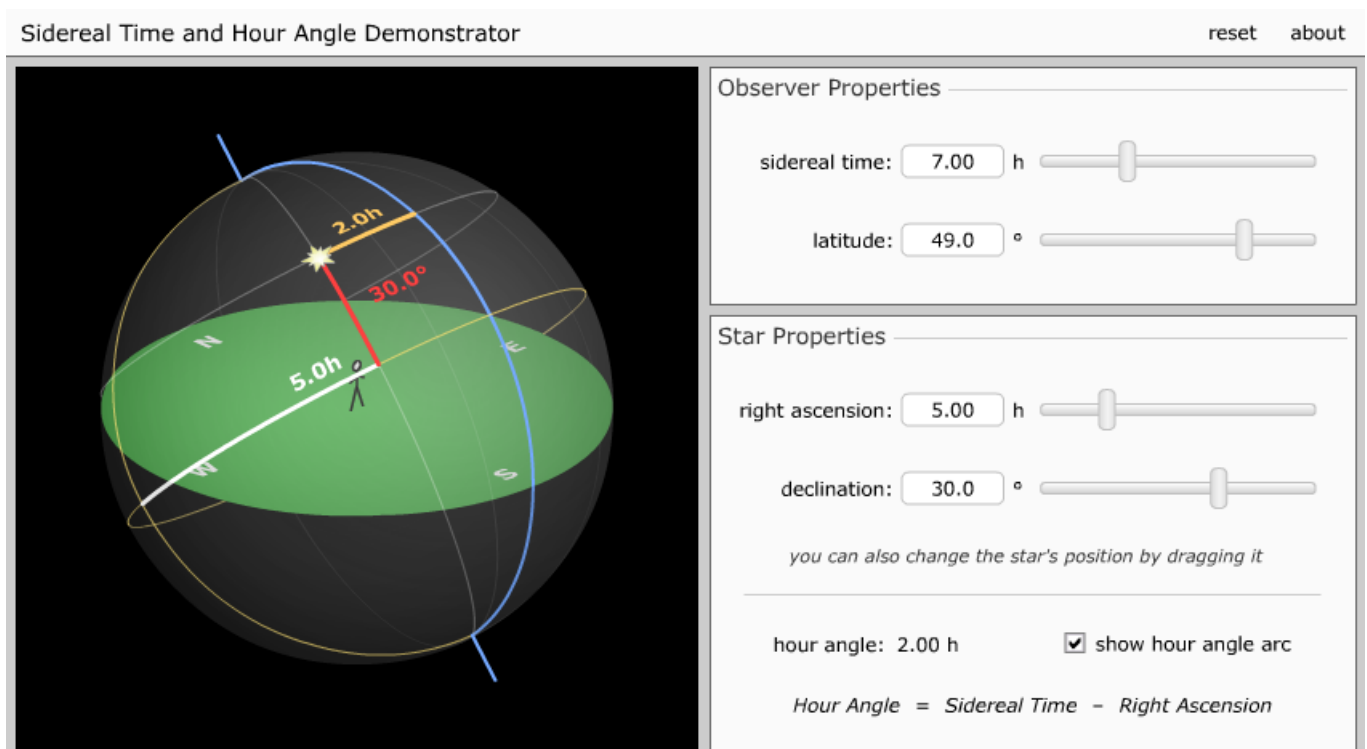 Sidereal Time and Hour Angle Demonstrator
reset about
2.0h
30.0°
5.0h
N
E
W
S
Observer Properties
sidereal time: 7.00 h
latitude: 49.0 °
Star Properties
right ascension: 5.00 h
declination: 30.0 °
you can also change the star's position by dragging it
hour angle: 2.00 h
show hour angle arc
Hour Angle = Sidereal Time – Right Ascension